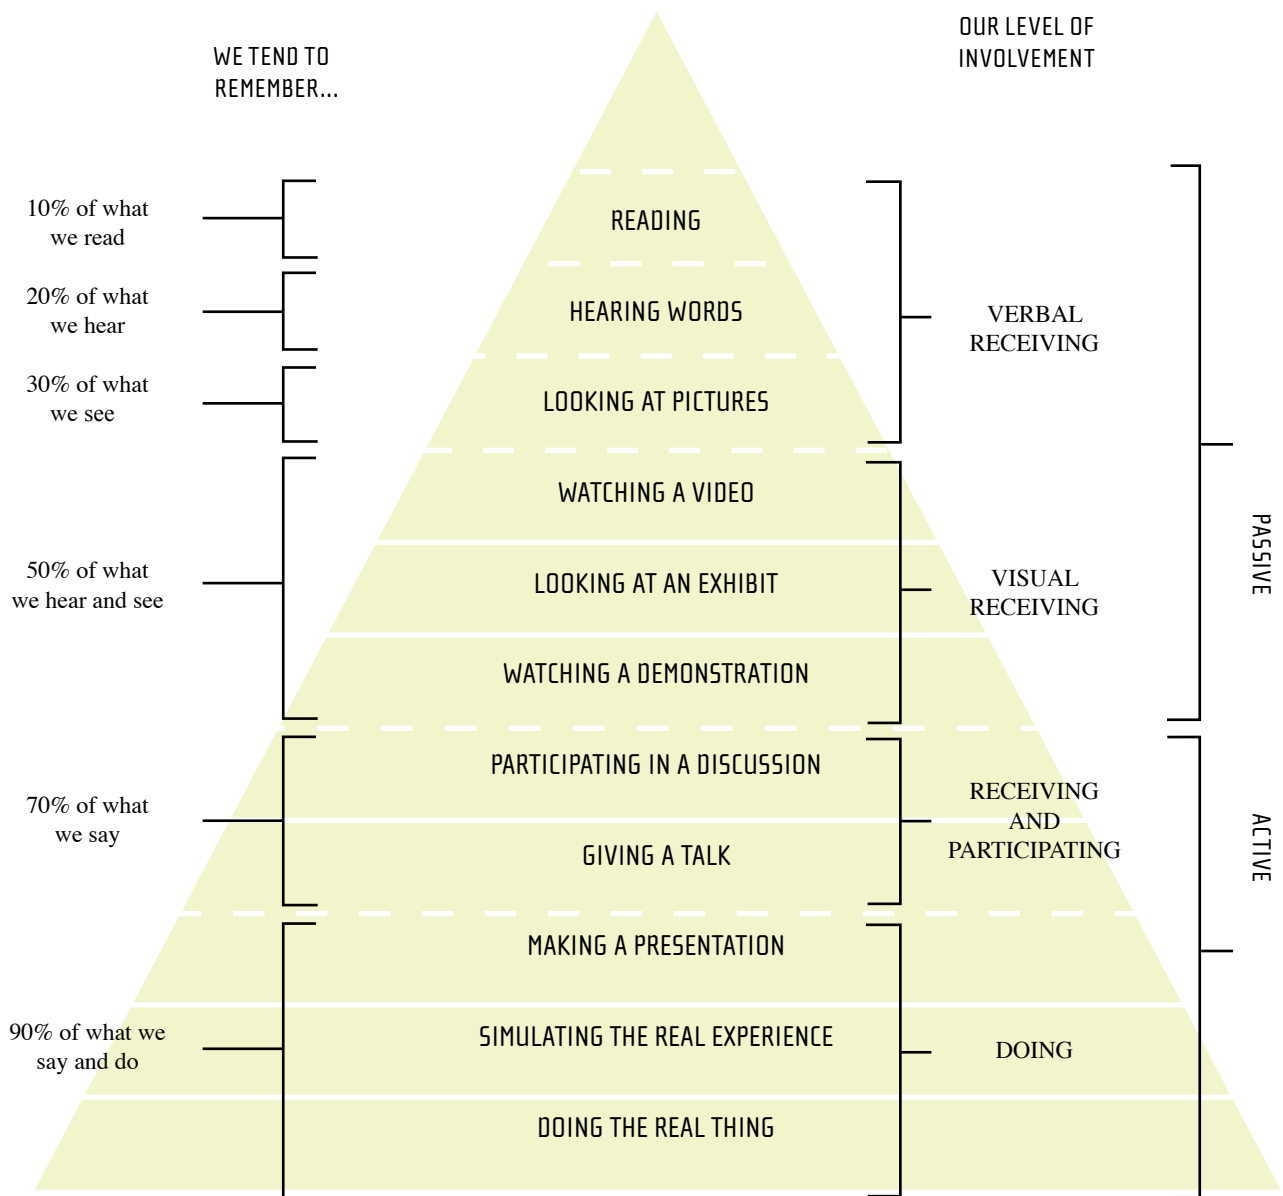 WE TEND TO
REMEMBER...
OUR LEVEL OF
INVOLVEMENT
10% of what
we read
READING
20% of what
we hear
HEARING WORDS
VERBAL
RECEIVING
30% of what
we see
LOOKING AT PICTURES
WATCHING A VIDEO
50% of what
we hear and see
LOOKING AT AN EXHIBIT
VISUAL
RECEIVING
PASSIVE
WATCHING A DEMONSTRATION
PARTICIPATING IN A DISCUSSION
70% of what
we say
RECEIVING
AND
PARTICIPATING
ACTIVE
GIVING A TALK
MAKING A PRESENTATION
90% of what we
say and do
SIMULATING THE REAL EXPERIENCE
DOING
DOING THE REAL THING